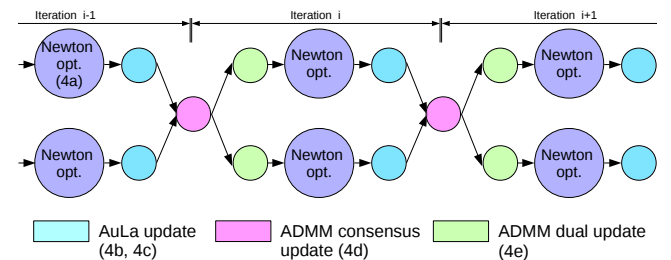 Iteration i-1
Iteration i
Iteration i+1
Newton
opt.
(4a)
Newton
opt.
Newton
opt.
Newton
opt.
Newton
opt.
Newton
opt.
AuLa update
(4b, 4c)
ADMM consensus
update (4d)
ADMM dual update
(4e)